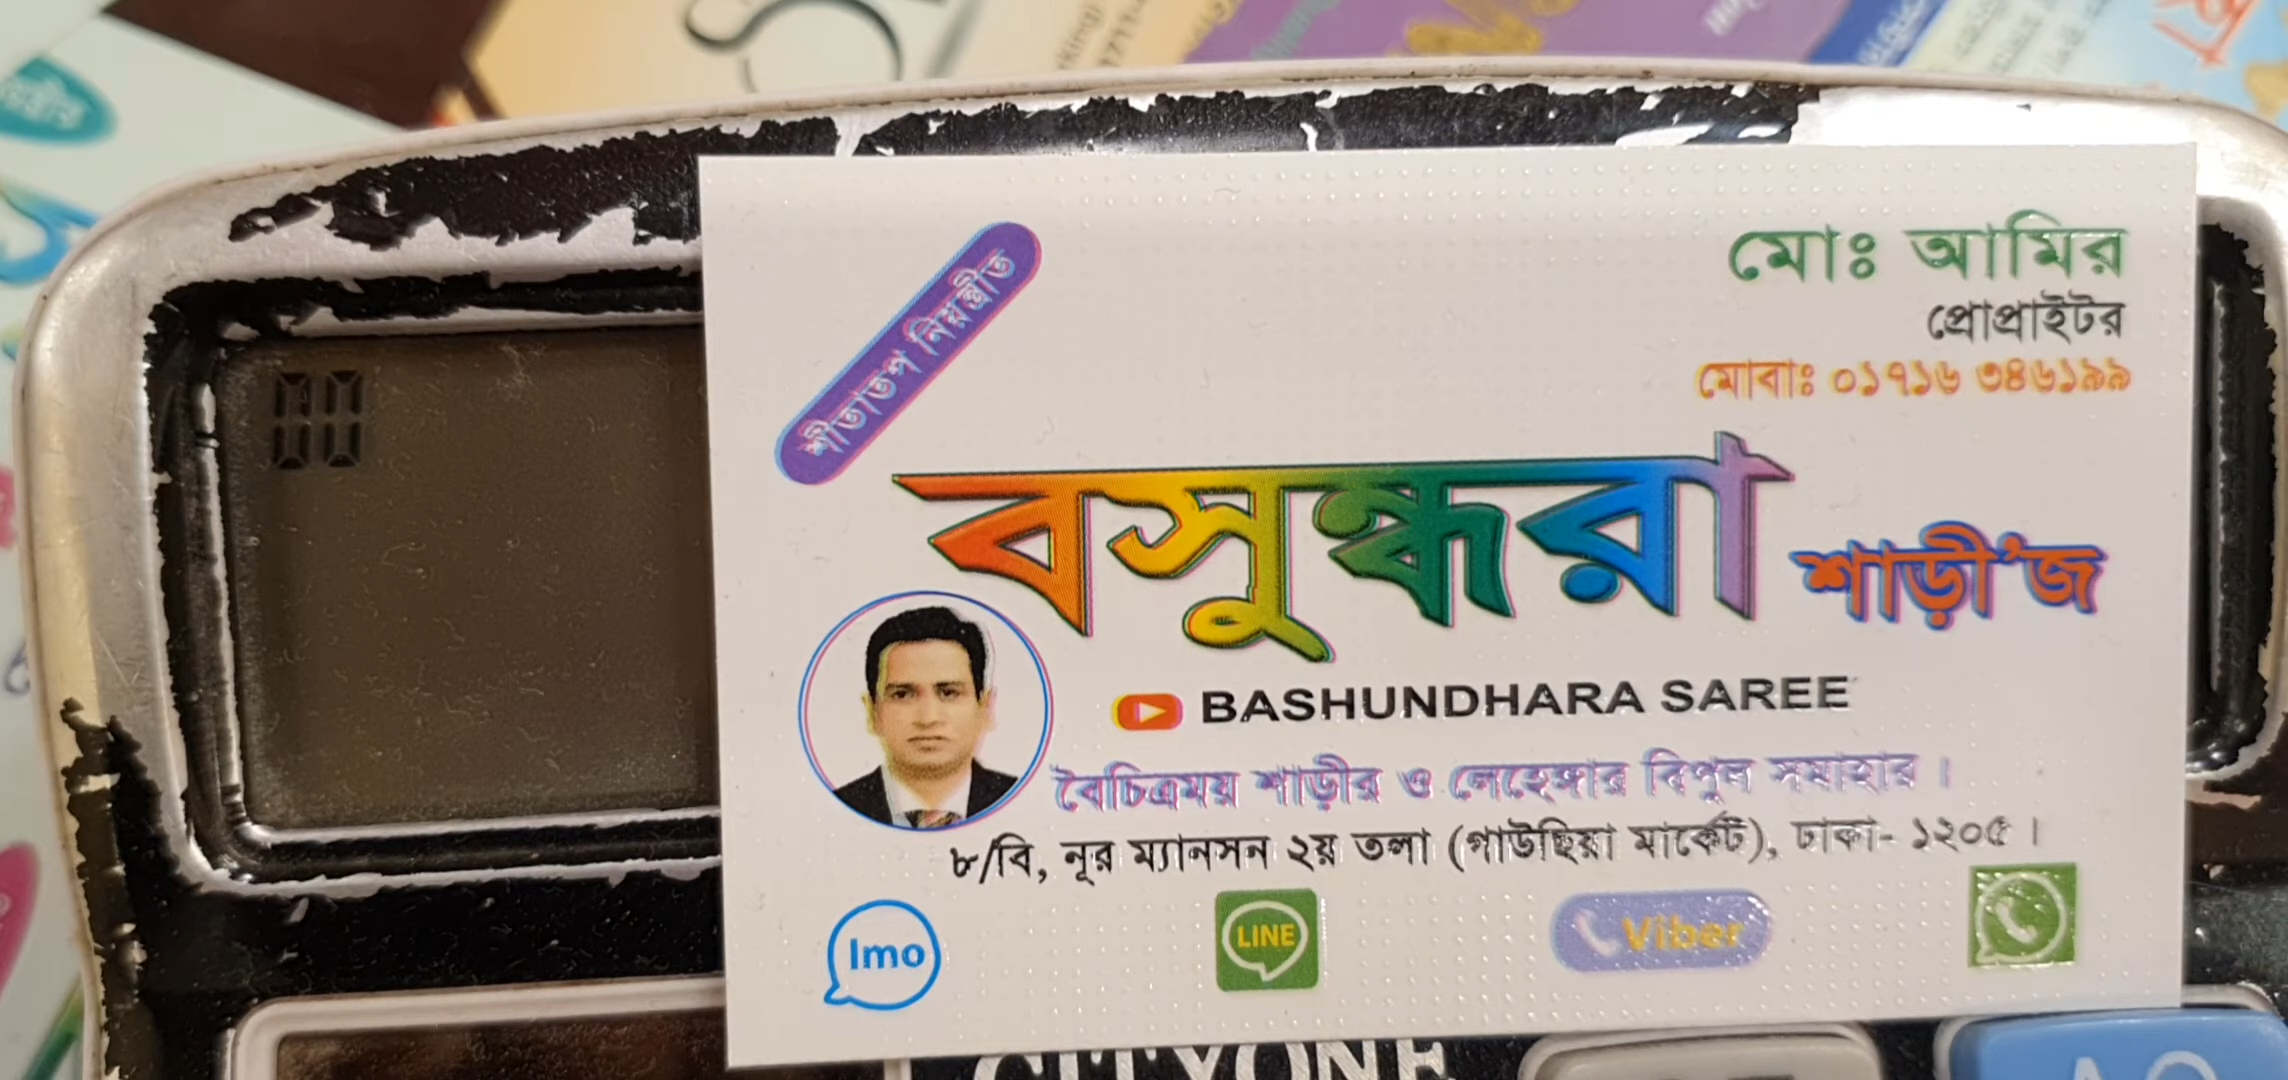 শীতাতপ নিয়ন্ত্রীত
মোঃ আমির
প্রোপ্রাইটর
মোবাঃ ০১৭১৬ ৩৪৬১৯৯
বসুন্ধরা শাড়ী'জ
BASHUNDHARA SAREE
বৈচিত্রময় শাড়ীর ও লেহেঙ্গার বিপুল সমাহার ।
৮/বি, নূর ম্যানসন ২য় তলা (গাউছিয়া মার্কেট), ঢাকা- ১২০৫ ।
Imo
LINE
Viber
CITYONE